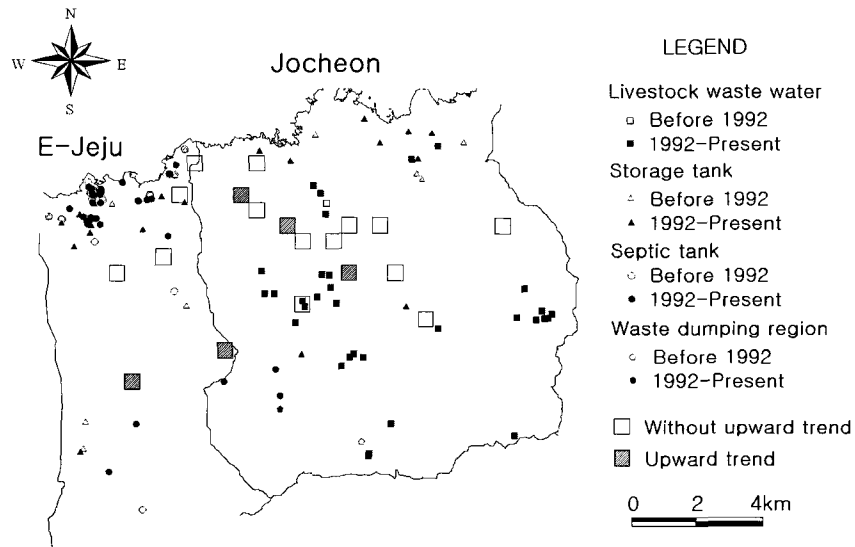 N
W E
S
Jocheon
E-Jeju
LEGEND
Livestock waste water
Before 1992
1992-Present
Storage tank
Before 1992
1992-Present
Septic tank
Before 1992
1992-Present
Waste dumping region
Before 1992
1992-Present
Without upward trend
Upward trend
0 2 4km